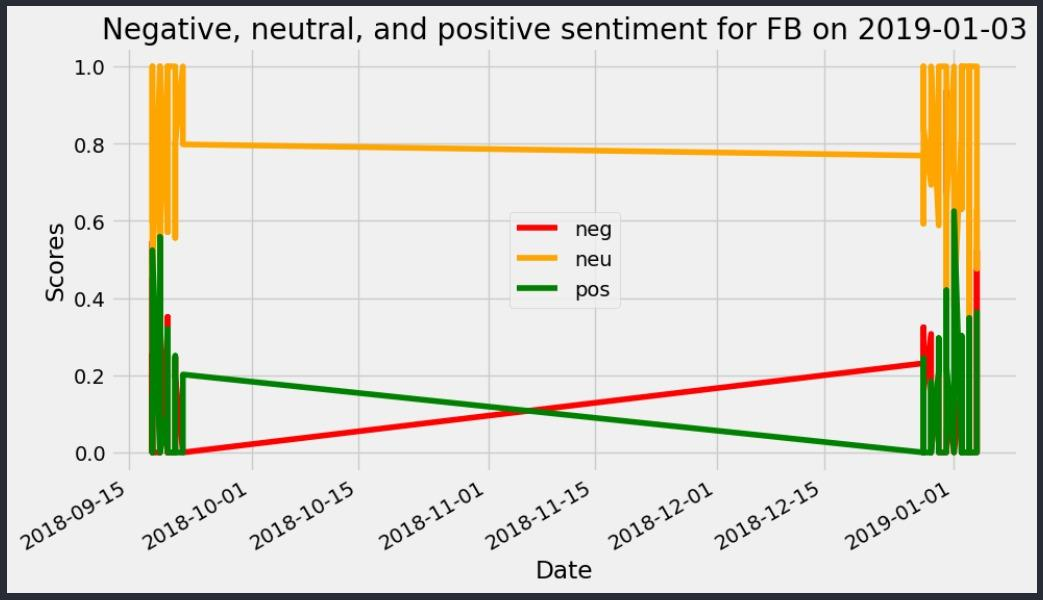 Negative, neutral, and positive sentiment for FB on 2019-01-03
1.0
0.8
0.6
0.4
0.2
0.0
Scores
neg
neu
pos
2018-09-15
2018-10-01
2018-10-15
2018-11-01
2018-11-15
2018-12-01
2018-12-15
2019-01-01
Date